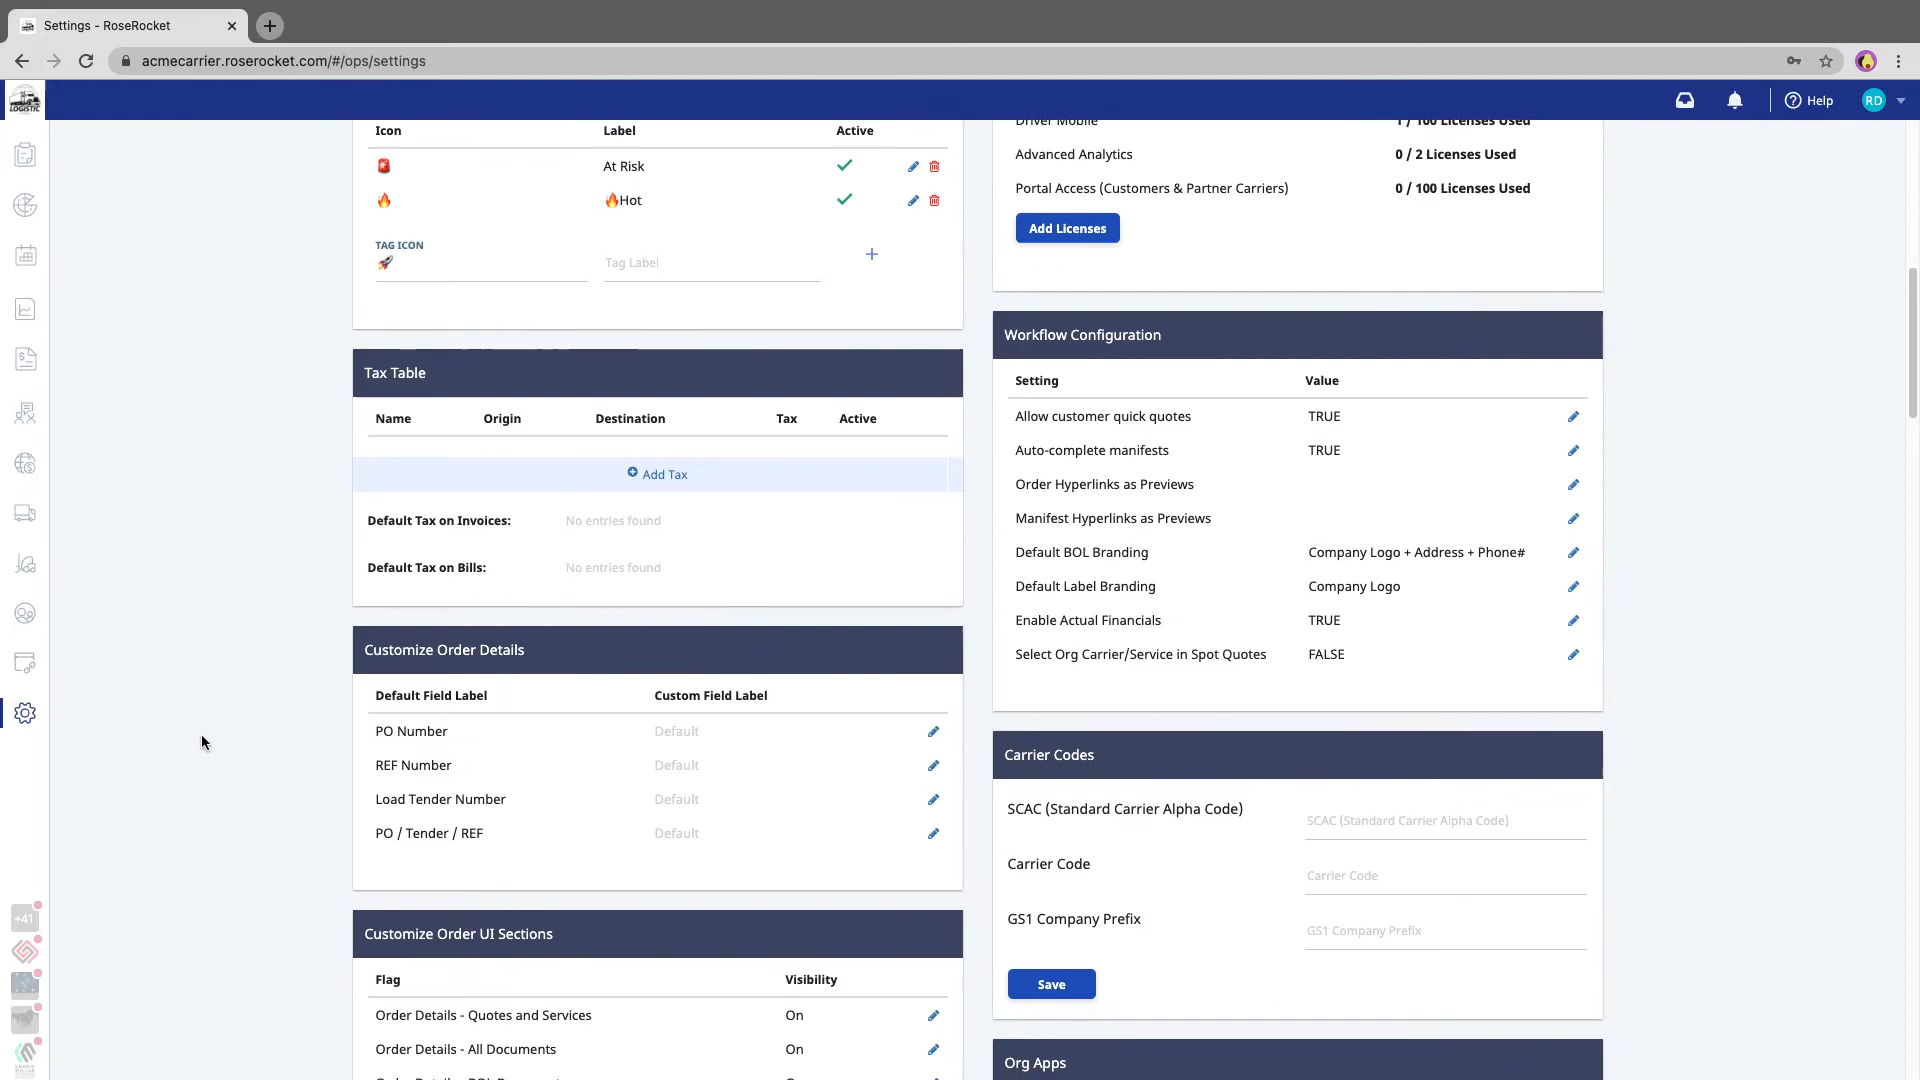 Settings - RoseRocket
acmecarrier.roserocket.com/#/ops/settings
LOGISTIC
Help
RD
Icon Label Active
At Risk
🔥Hot
TAG ICON
Tag Label
Tax Table
Name Origin Destination Tax Active
Add Tax
Default Tax on Invoices: No entries found
Default Tax on Bills: No entries found
Customize Order Details
Default Field Label Custom Field Label
PO Number Default
REF Number Default
Load Tender Number Default
PO / Tender / REF Default
Customize Order UI Sections
Flag Visibility
Order Details - Quotes and Services On
Order Details - All Documents On
Driver Mobile 1 / 100 Licenses Used
Advanced Analytics 0 / 2 Licenses Used
Portal Access (Customers & Partner Carriers) 0 / 100 Licenses Used
Add Licenses
Workflow Configuration
Setting Value
Allow customer quick quotes TRUE
Auto-complete manifests TRUE
Order Hyperlinks as Previews
Manifest Hyperlinks as Previews
Default BOL Branding Company Logo + Address + Phone#
Default Label Branding Company Logo
Enable Actual Financials TRUE
Select Org Carrier/Service in Spot Quotes FALSE
Carrier Codes
SCAC (Standard Carrier Alpha Code) SCAC (Standard Carrier Alpha Code)
Carrier Code Carrier Code
GS1 Company Prefix GS1 Company Prefix
Save
Org Apps
+41